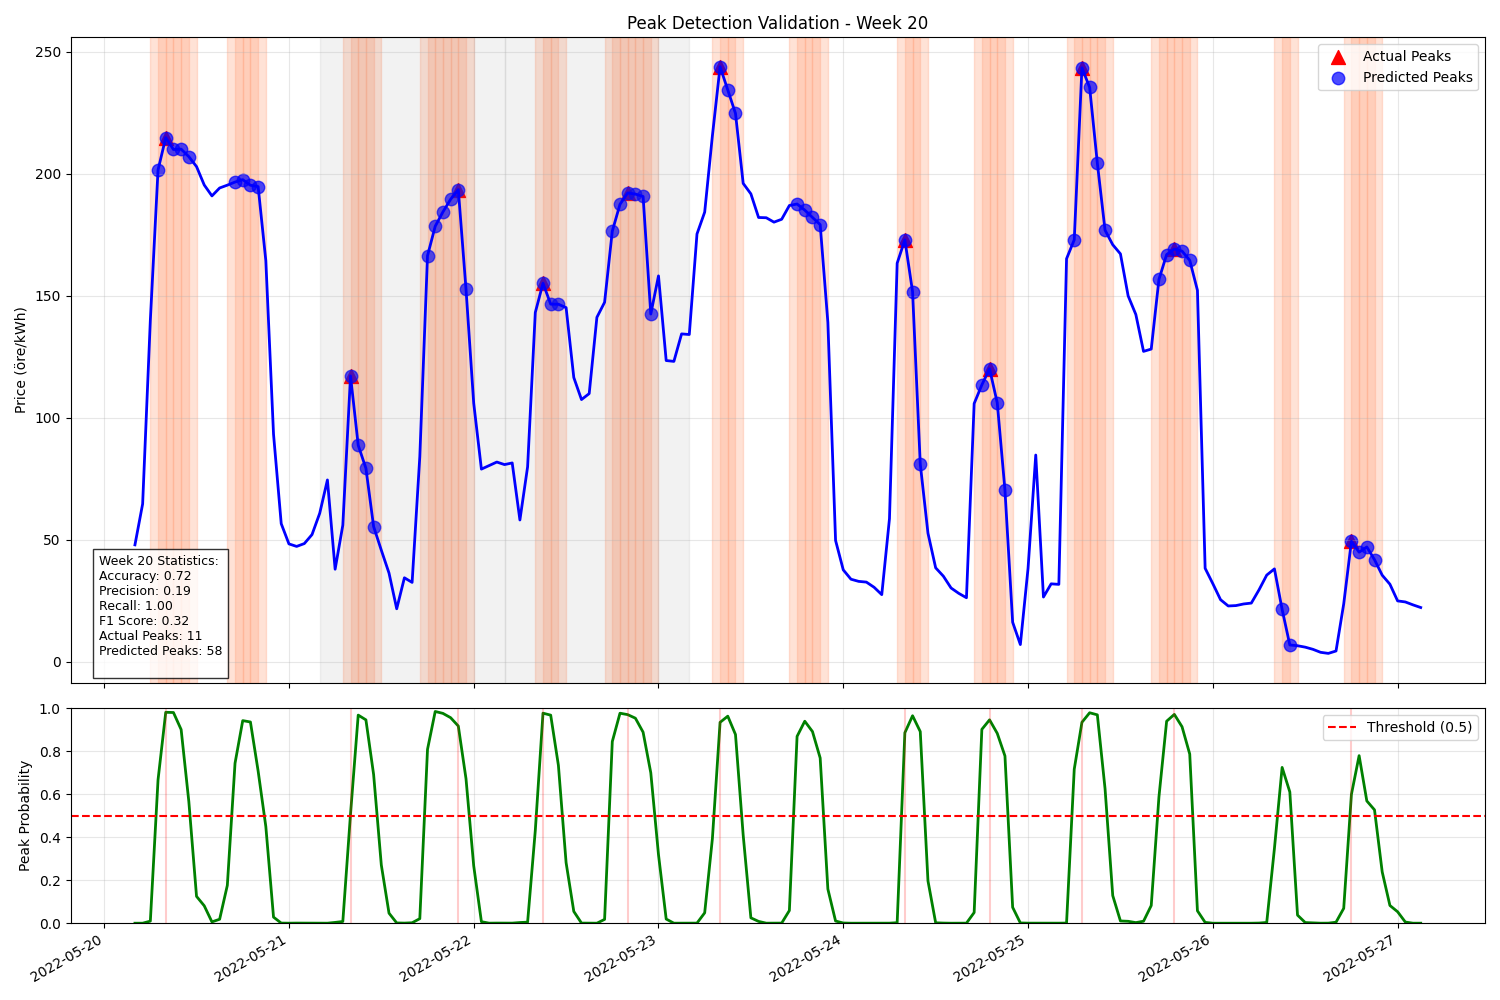 Peak Detection Validation - Week 20
250
200
150
100
50
0
Price (öre/kWh)
Actual Peaks
Predicted Peaks
Week 20 Statistics:
Accuracy: 0.72
Precision: 0.19
Recall: 1.00
F1 Score: 0.32
Actual Peaks: 11
Predicted Peaks: 58
1.0
0.8
0.6
0.4
0.2
0.0
Peak Probability
Threshold (0.5)
2022-05-20
2022-05-21
2022-05-22
2022-05-23
2022-05-24
2022-05-25
2022-05-26
2022-05-27